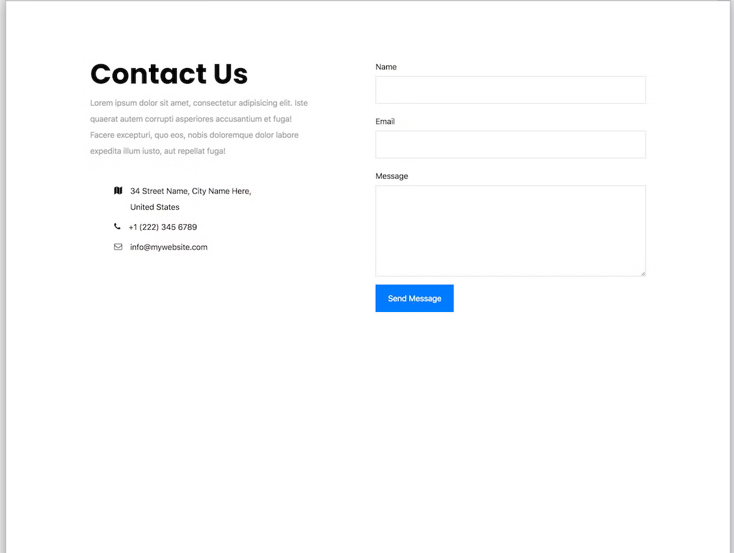 Contact Us
Lorem ipsum dolor sit amet, consectetur adipisicing elit. Iste
quaerat autem corrupti asperiores accusantium et fuga!
Facere excepturi, quo eos, nobis doloremque dolor labore
expedita illum iusto, aut repellat fuga!
34 Street Name, City Name Here,
United States
+1 (222) 345 6789
info@mywebsite.com
Name
Email
Message
Send Message